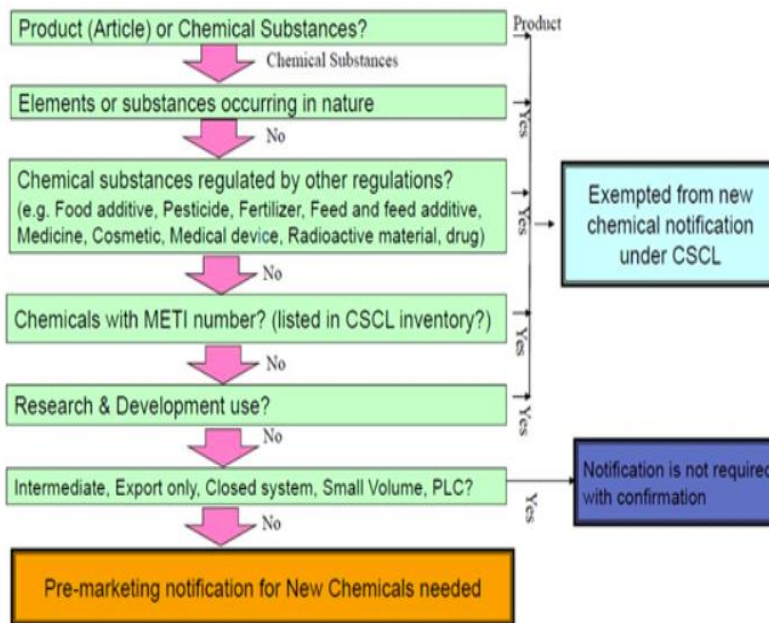 Product (Article) or Chemical Substances?
Product
Chemical Substances
Elements or substances occurring in nature
Yes
No
Chemical substances regulated by other regulations?
(e.g. Food additive, Pesticide, Fertilizer, Feed and feed additive,
Medicine, Cosmetic, Medical device, Radioactive material, drug)
Yes
Exempted from new
chemical notification
under CSCL
No
Chemicals with METI number? (listed in CSCL inventory?)
Yes
No
Research & Development use?
Yes
No
Intermediate, Export only, Closed system, Small Volume, PLC?
Yes
Notification is not required
with confirmation
No
Pre-marketing notification for New Chemicals needed